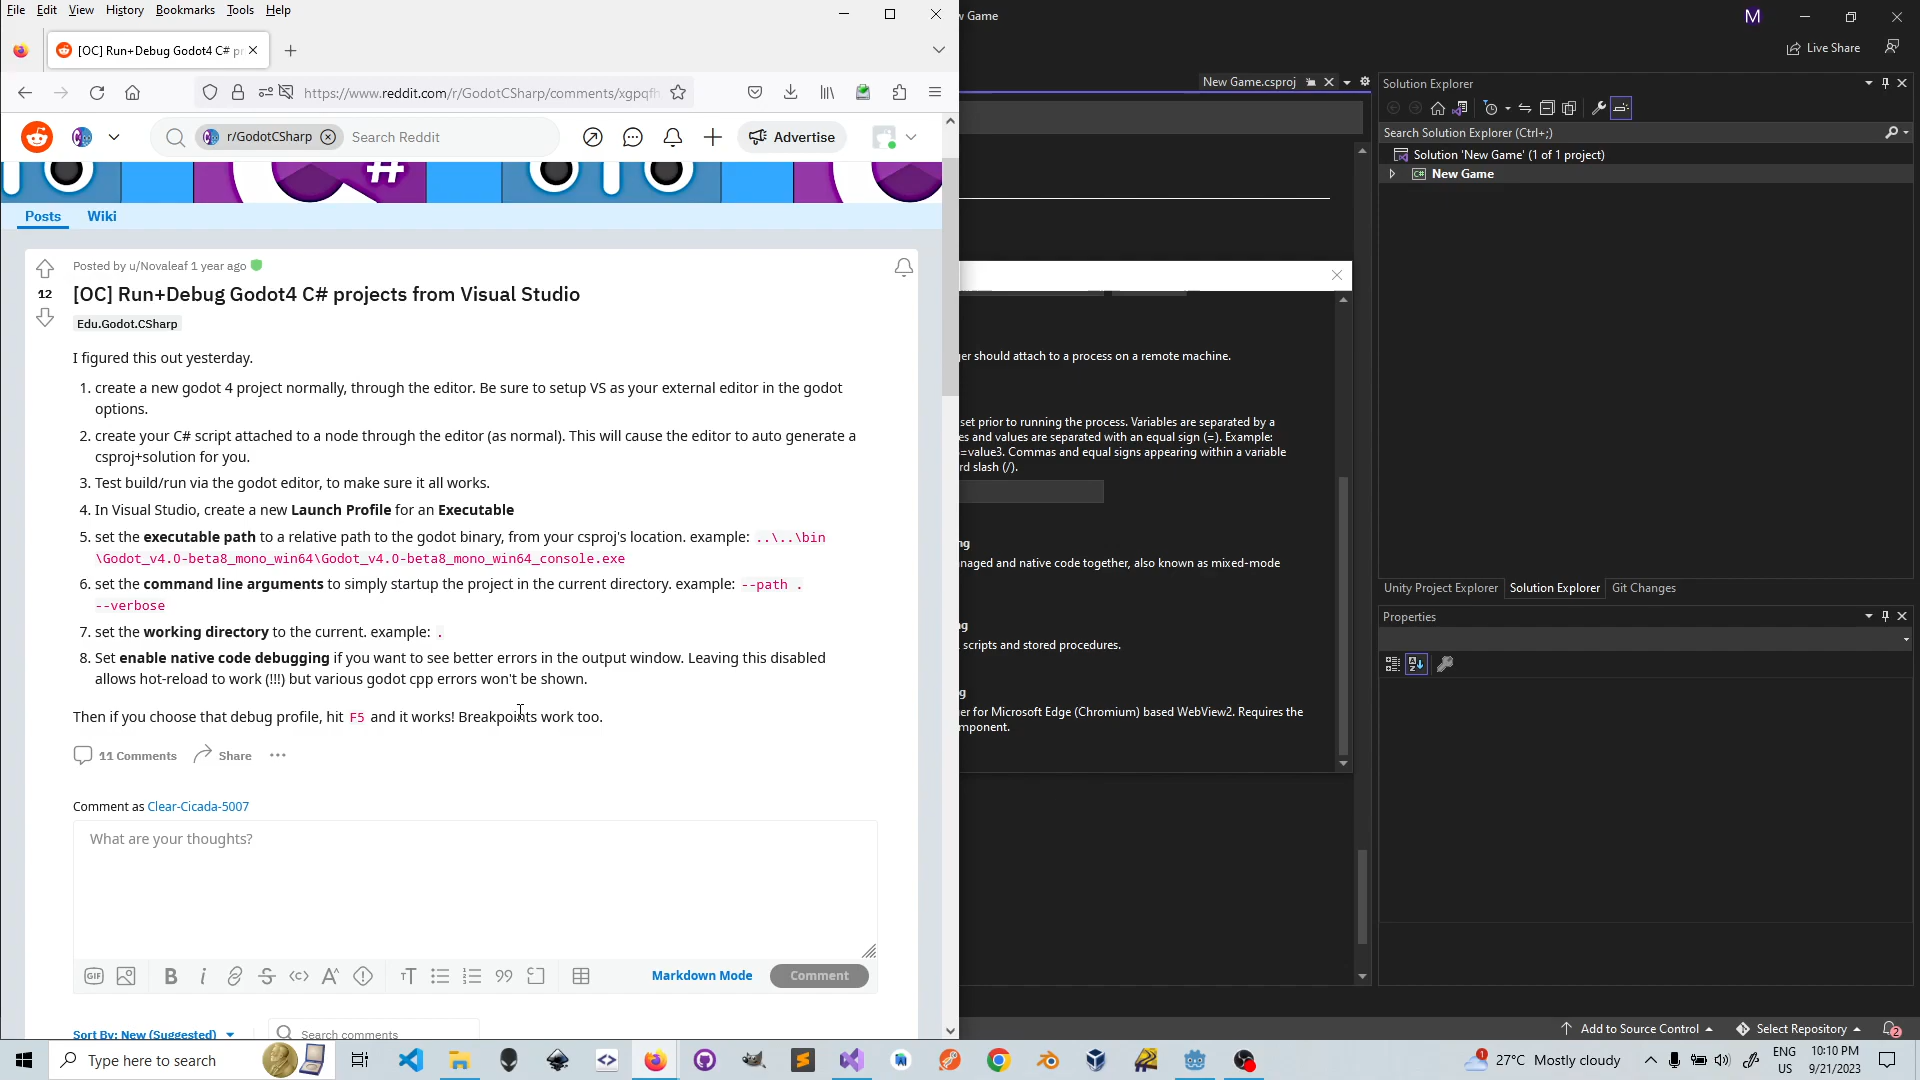 File Edit View History Bookmarks Tools Help
[OC] Run+Debug Godot4 C# pr
https://www.reddit.com/r/GodotCSharp/comments/xgpqfh
r/GodotCSharp Search Reddit
Advertise
Posts Wiki
Posted by u/Novaleaf 1 year ago
12
[OC] Run+Debug Godot4 C# projects from Visual Studio
Edu.Godot.CSharp
I figured this out yesterday.
1. create a new godot 4 project normally, through the editor. Be sure to setup VS as your external editor in the godot
options.
2. create your C# script attached to a node through the editor (as normal). This will cause the editor to auto generate a
csproj+solution for you.
3. Test build/run via the godot editor, to make sure it all works.
4. In Visual Studio, create a new Launch Profile for an Executable
5. set the executable path to a relative path to the godot binary, from your csproj's location. example: ..\..\bin
\Godot_v4.0-beta8_mono_win64\Godot_v4.0-beta8_mono_win64_console.exe
6. set the command line arguments to simply startup the project in the current directory. example: --path .
--verbose
7. set the working directory to the current. example: .
8. Set enable native code debugging if you want to see better errors in the output window. Leaving this disabled
allows hot-reload to work (!!!) but various godot cpp errors won't be shown.
Then if you choose that debug profile, hit F5 and it works! Breakpoints work too.
11 Comments Share
Comment as Clear-Cicada-5007
What are your thoughts?
GIF B i
Markdown Mode Comment
Sort By: New (Suggested) Search comments
w Game
M
Live Share
New Game.csproj
ger should attach to a process on a remote machine.
set prior to running the process. Variables are separated by a
es and values are separated with an equal sign (=). Example:
=value3. Commas and equal signs appearing within a variable
rd slash (/).
ng
naged and native code together, also known as mixed-mode
ng
scripts and stored procedures.
g
er for Microsoft Edge (Chromium) based WebView2. Requires the
mponent.
Solution Explorer
Search Solution Explorer (Ctrl+;)
Solution 'New Game' (1 of 1 project)
C# New Game
Unity Project Explorer Solution Explorer Git Changes
Properties
Add to Source Control Select Repository 2
Type here to search
1 27°C Mostly cloudy
ENG
US
10:10 PM
9/21/2023